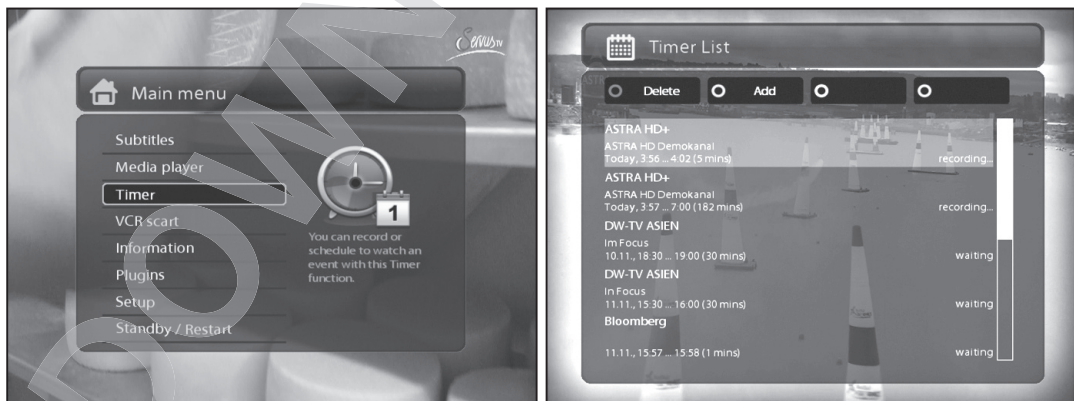 Servus TV
Main menu
Subtitles
Media player
Timer
VCR scart
Information
Plugins
Setup
Standby / Restart
1
You can record or
schedule to watch an
event with this Timer
function.
Timer List
Delete
Add
ASTRA HD+
ASTRA HD Demokanal
Today, 3:56 ... 4:02 (5 mins)
recording...
ASTRA HD+
ASTRA HD Demokanal
Today, 3:57 ... 7:00 (182 mins)
recording...
DW-TV ASIEN
Im Focus
10.11., 18:30 ... 19:00 (30 mins)
waiting
DW-TV ASIEN
In Focus
11.11., 15:30 ... 16:00 (30 mins)
waiting
Bloomberg
11.11., 15:57 ... 15:58 (1 mins)
waiting